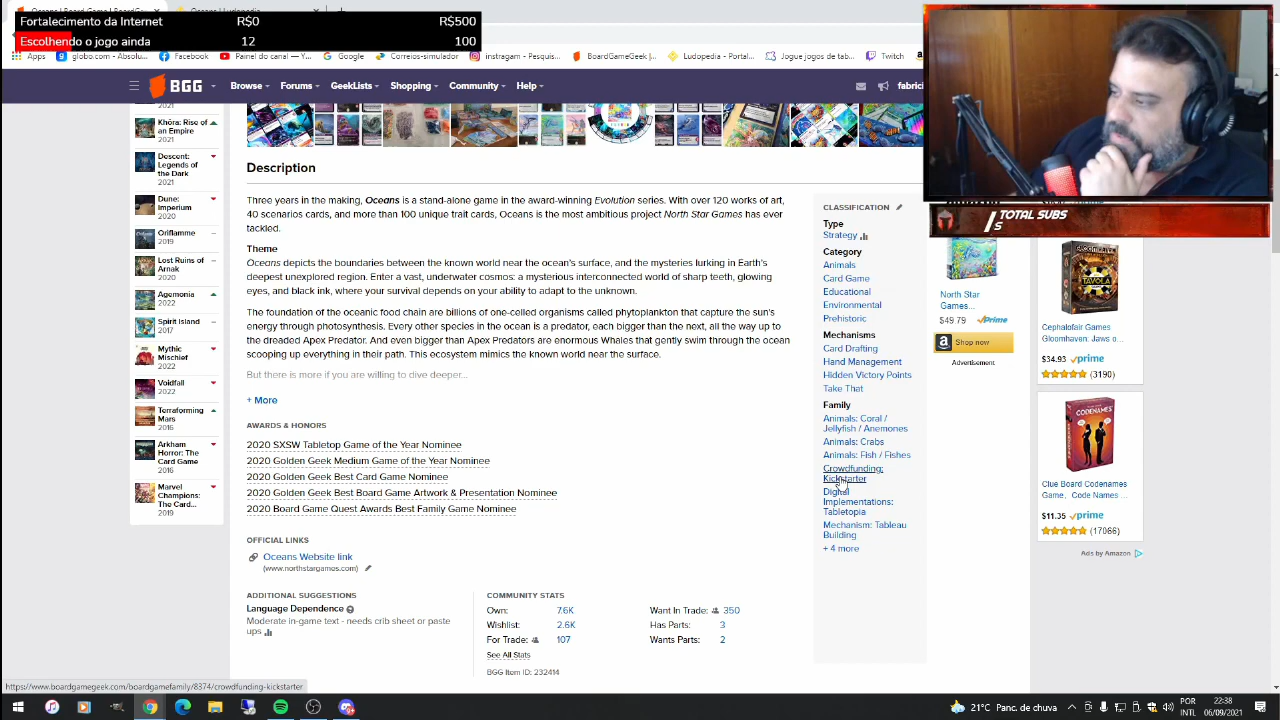 Fortalecimento da Internet R$0 R$500
Escolhendo o jogo ainda 12 100
Apps globo.com - Absolu... Facebook Painel do canal — Y... Google Correios-simulador instagram - Pesquis... BoardGameGeek |... Ludopedia - Portal... Jogue jogos de tab... Twitch
BGG Browse Forums GeekLists Shopping Community Help fabrici
2021
Khôra: Rise of
an Empire
2021
Descent:
Legends of
the Dark
2021
Dune:
Imperium
2020
Oriflamme
2019
Lost Ruins of
Arnak
2020
Agemonia
2022
Spirit Island
2017
Mythic
Mischief
2022
Voidfall
2022
Terraforming
Mars
2016
Arkham
Horror: The
Card Game
2016
Marvel
Champions:
The Card...
2019
Description
Three years in the making, Oceans is a stand-alone game in the award-winning Evolution series. With over 120 works of art,
40 scenarios cards, and more than 100 unique trait cards, Oceans is the most ambitious project North Star Games has ever
tackled.
Theme
Oceans depicts the boundaries between the known world near the ocean's surface, and the mysteries lurking in Earth's
deepest unexplored region. Enter a vast, underwater cosmos: a mysterious interconnected world of sharp teeth, glowing
eyes, and black ink, where your survival depends on your ability to adapt to the unknown.
The foundation of the oceanic food chain are billions of one-celled organisms called phytoplankton that capture the sun's
energy through photosynthesis. Every other species in the ocean is a predator, each bigger than the next, all the way up to
the dreaded Apex Predator. And even bigger than Apex Predators are enormous Whales that gently swim through the ocean
scooping up everything in their path. This ecosystem mimics the known world near the surface.
But there is more if you are willing to dive deeper...
+ More
AWARDS & HONORS
2020 SXSW Tabletop Game of the Year Nominee
2020 Golden Geek Medium Game of the Year Nominee
2020 Golden Geek Best Card Game Nominee
2020 Golden Geek Best Board Game Artwork & Presentation Nominee
2020 Board Game Quest Awards Best Family Game Nominee
OFFICIAL LINKS
Oceans Website link
(www.northstargames.com)
ADDITIONAL SUGGESTIONS
Language Dependence
Moderate in-game text - needs crib sheet or paste
ups
COMMUNITY STATS
Own: 7.6K Want In Trade: 350
Wishlist: 2.6K Has Parts: 3
For Trade: 107 Wants Parts: 2
See All Stats
BGG Item ID: 232414
CLASSIFICATION
Type
Strategy
Category
Animals
Card Game
Educational
Environmental
Prehistoric
Mechanisms
Card Drafting
Hand Management
Hidden Victory Points
Take That
Family
Animals: Coral /
Jellyfish / Anemones
Animals: Crabs
Animals: Fish / Fishes
Crowdfunding:
Kickstarter
Digital
Implementations:
Tabletopia
Mechanism: Tableau
Building
+ 4 more
TOTAL SUBS
/ 5
North Star
Games...
$49.79 Prime
Shop now
Advertisement
Cephalofair Games
Gloomhaven: Jaws o...
$34.93 prime
(3190)
CODENAMES
Clue Board Codenames
Game, Code Names ...
$11.35 prime
(17066)
Ads by Amazon
https://www.boardgamegeek.com/boardgamefamily/8374/crowdfunding-kickstarter
21°C Pancs fortes POR 22:38
INTL 06/09/2021